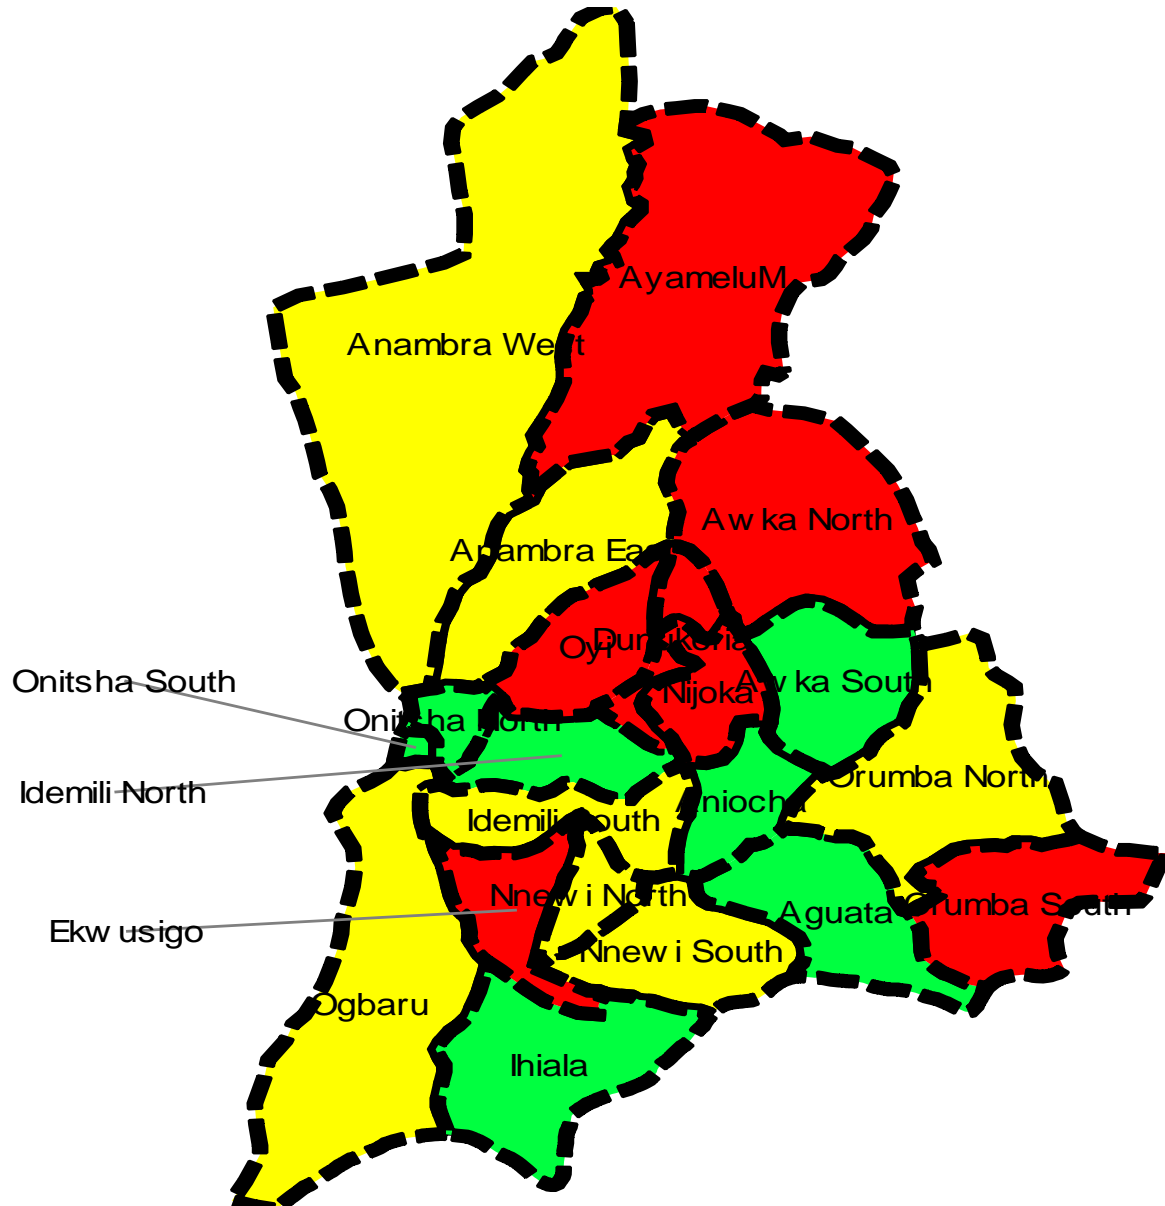 AyameluM
Anambra West
Awka North
Anambra East
Dunukofia
Oyi
Onitsha South
Awka South
Nijoka
Onitsha North
Orumba North
Idemili North
Aniocha
Idemili South
Nnewi North
Orumba South
Aguata
Ekwusigo
Nnewi South
Ogbaru
Ihiala